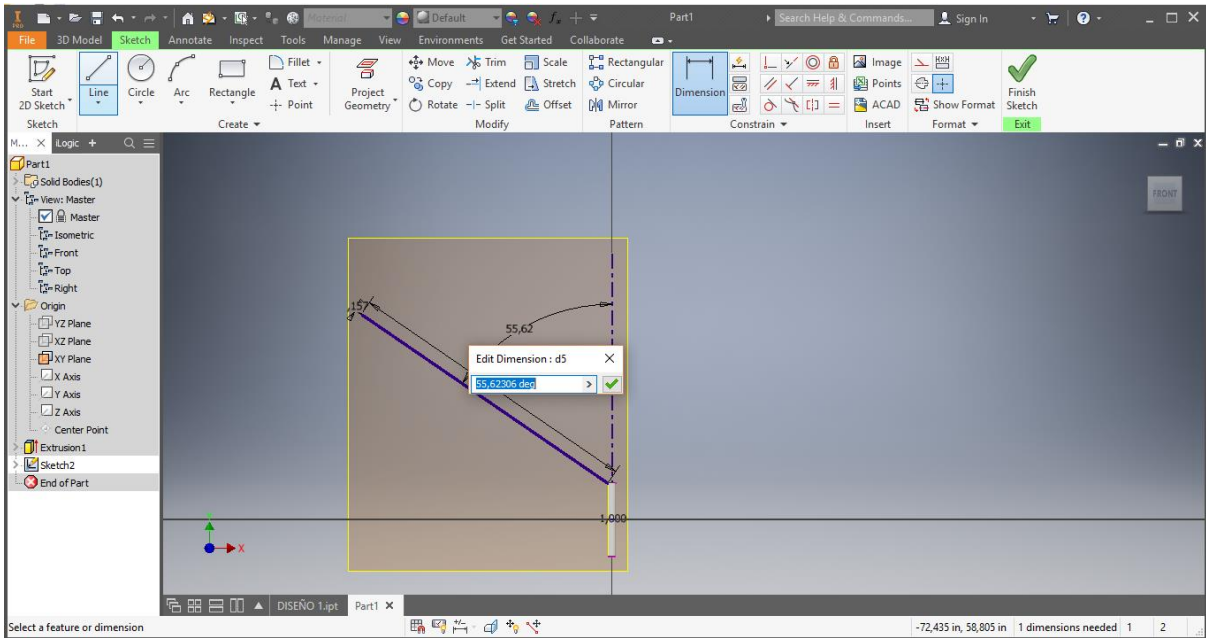 PRO
Material
Default
Part1
Search Help & Commands...
Sign In
File 3D Model Sketch Annotate Inspect Tools Manage View Environments Get Started Collaborate
Start 2D Sketch
Line
Circle
Arc
Rectangle
Fillet
Text
Point
Project Geometry
Move Trim Scale
Copy Extend Stretch
Rotate Split Offset
Rectangular
Circular
Mirror
Dimension
Image
Points
ACAD
Show Format
Finish Sketch
Sketch Create Modify Pattern Constrain Insert Format Exit
M... iLogic +
Part1
Solid Bodies(1)
View: Master
Master
Isometric
Front
Top
Right
Origin
YZ Plane
XZ Plane
XY Plane
X Axis
Y Axis
Z Axis
Center Point
Extrusion1
Sketch2
End of Part
FRONT
,157
55,62
Edit Dimension : d5
55,62306 deg
1,000
X
DISEÑO 1.ipt Part1
Select a feature or dimension
-72,435 in, 58,805 in 1 dimensions needed 1 2